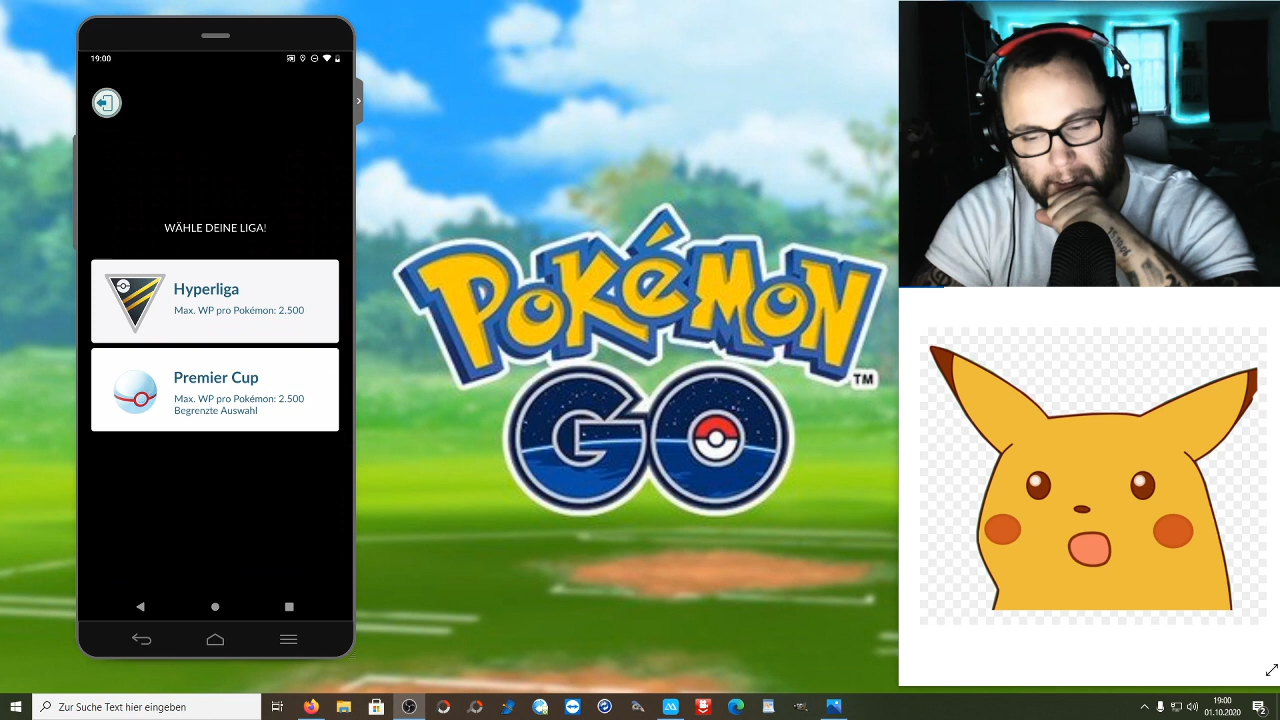 19:00
WÄHLE DEINE LIGA!
Hyperliga
Max. WP pro Pokémon: 2.500
Premier Cup
Max. WP pro Pokémon: 2.500
Begrenzte Auswahl
POKéMON
TM
GO
Zur Suche Text hier eingeben
19:00
01.10.2020
2